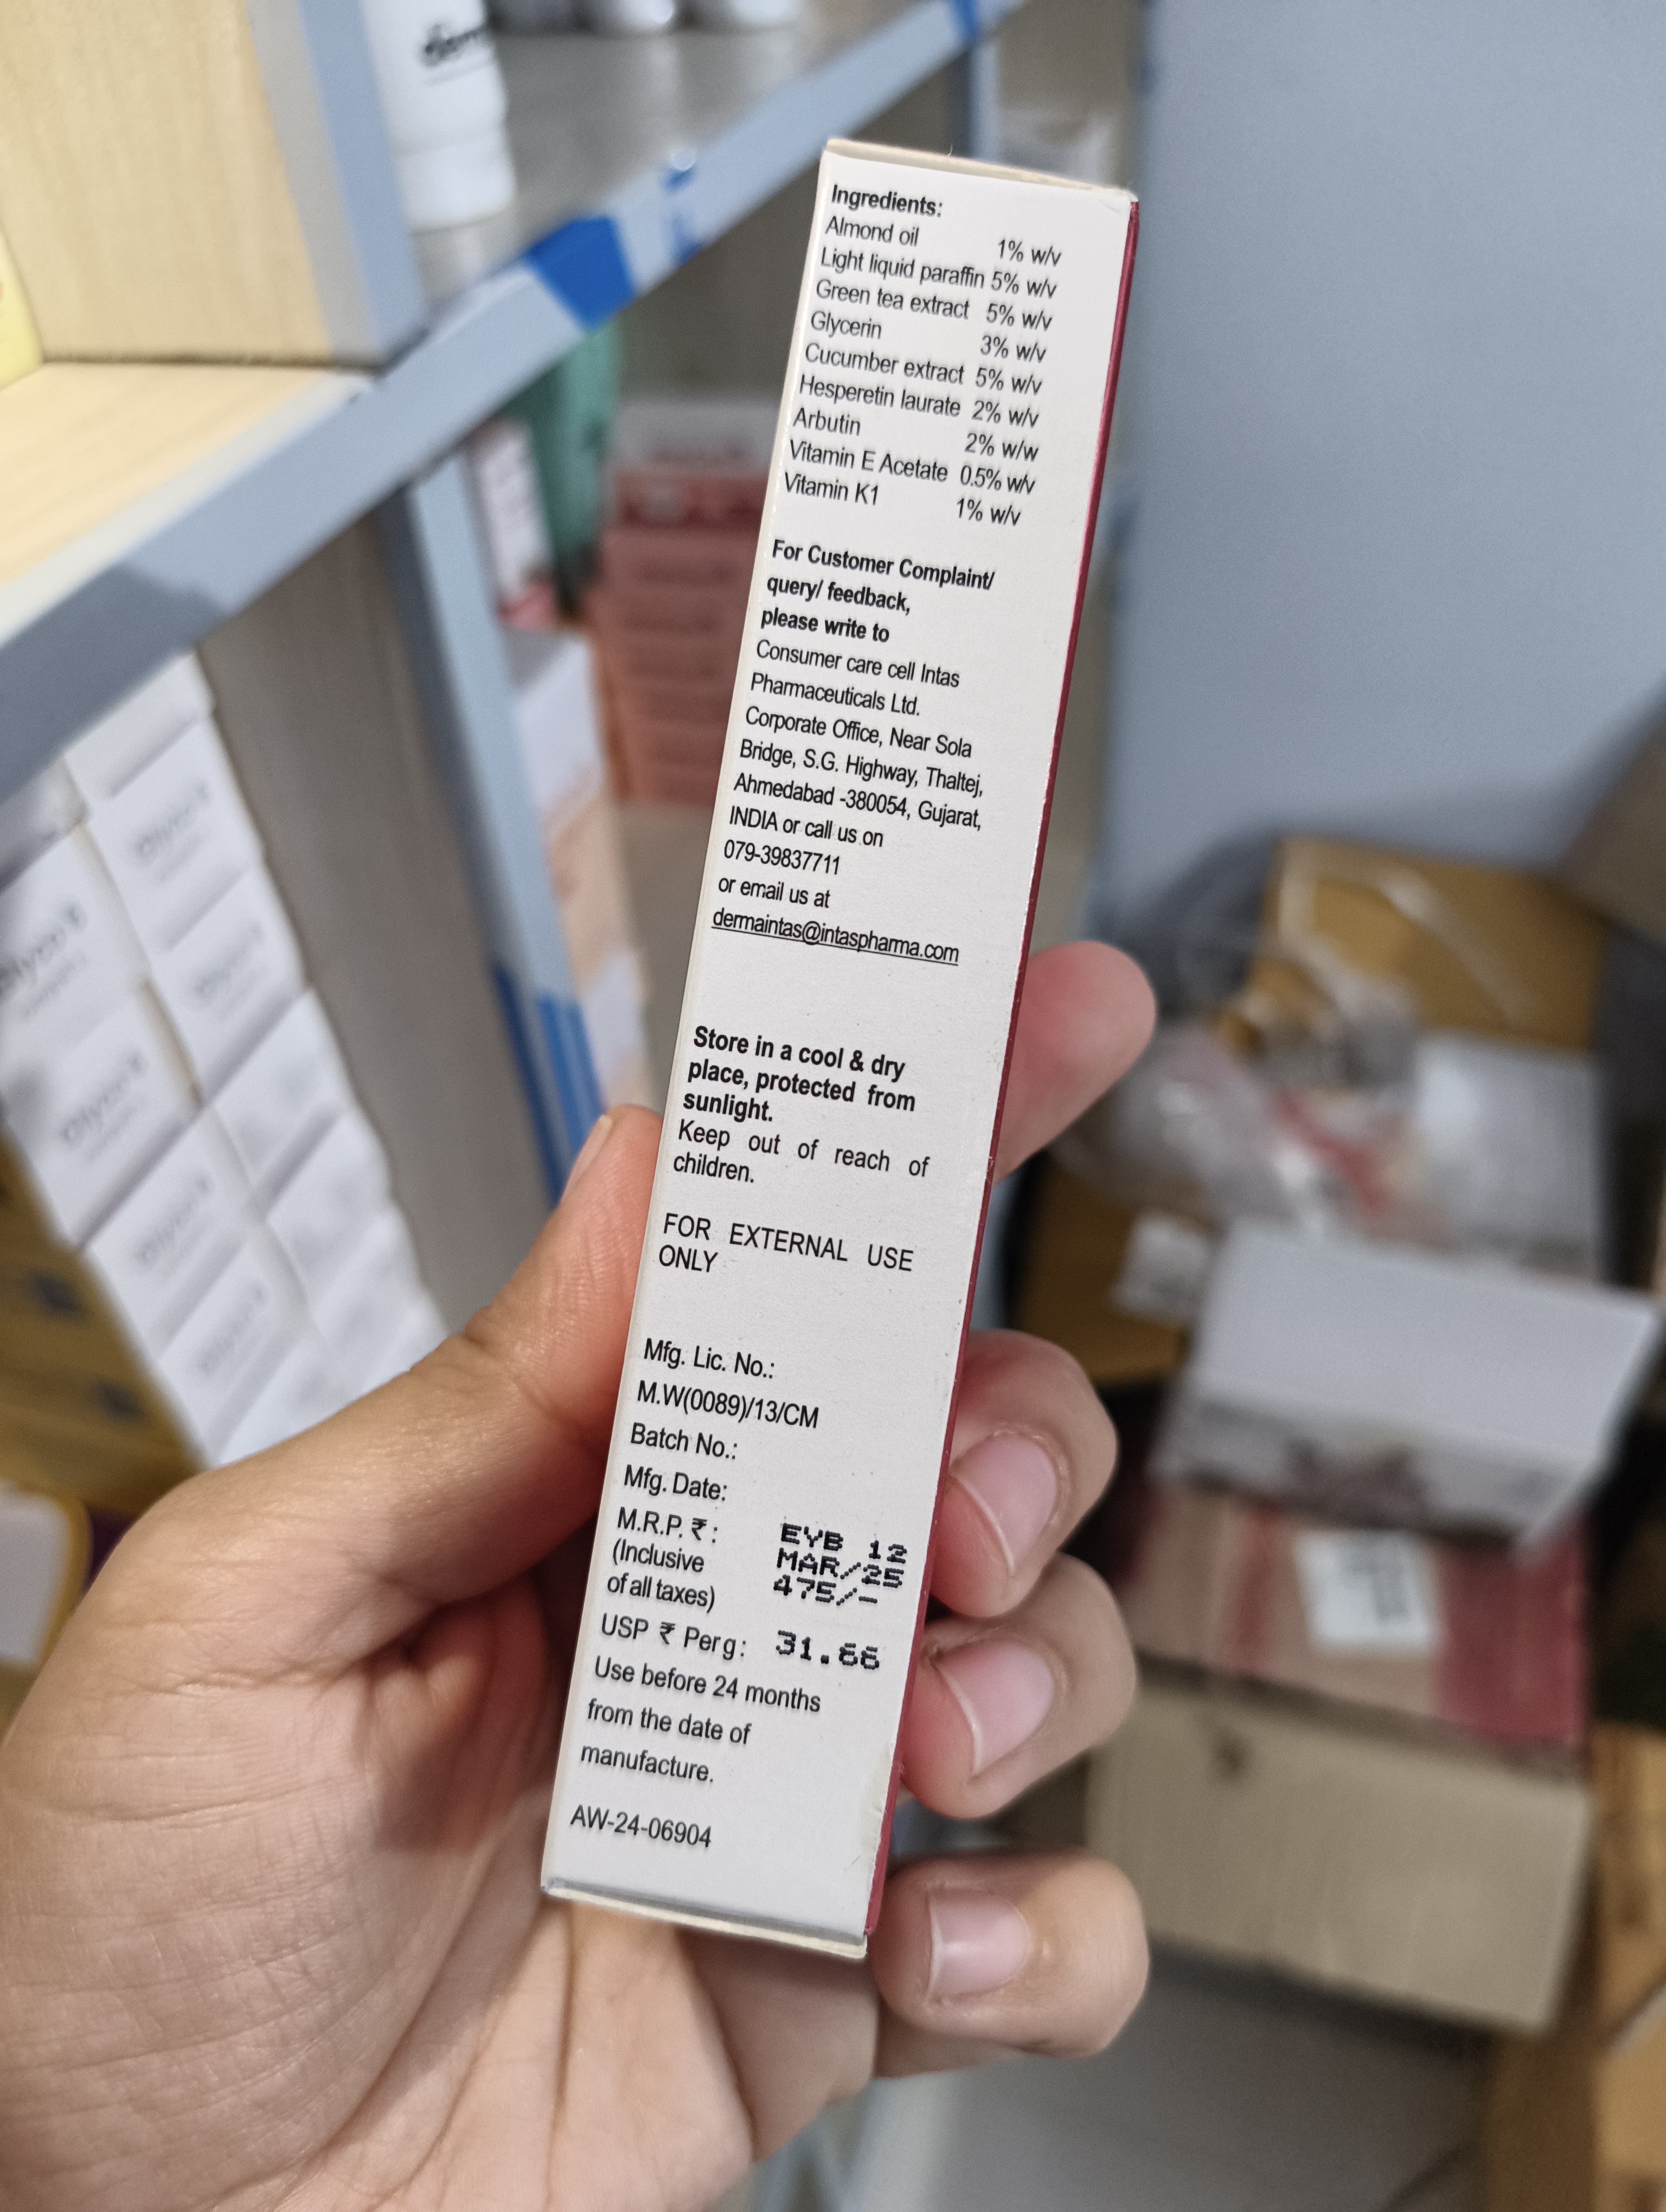 Ingredients:
Almond oil 1% w/v
Light liquid paraffin 5% w/v
Green tea extract 5% w/v
Glycerin 3% w/v
Cucumber extract 5% w/v
Hesperetin laurate 2% w/v
Arbutin 2% w/w
Vitamin E Acetate 0.5% w/v
Vitamin K1 1% w/v
For Customer Complaint/
query/ feedback,
please write to
Consumer care cell Intas
Pharmaceuticals Ltd.
Corporate Office, Near Sola
Bridge, S.G. Highway, Thaltej,
Ahmedabad -380054, Gujarat,
INDIA or call us on
079-39837711
or email us at
dermaintas@intaspharma.com
Store in a cool & dry
place, protected from
sunlight.
Keep out of reach of
children.
FOR EXTERNAL USE
ONLY
Mfg. Lic. No.:
M.W(0089)/13/CM
Batch No.:
Mfg. Date:
M.R.P. ₹ :
(Inclusive
of all taxes)
EYB 12
MAR/25
475/-
USP ₹ Per g: 31.66
Use before 24 months
from the date of
manufacture.
AW-24-06904